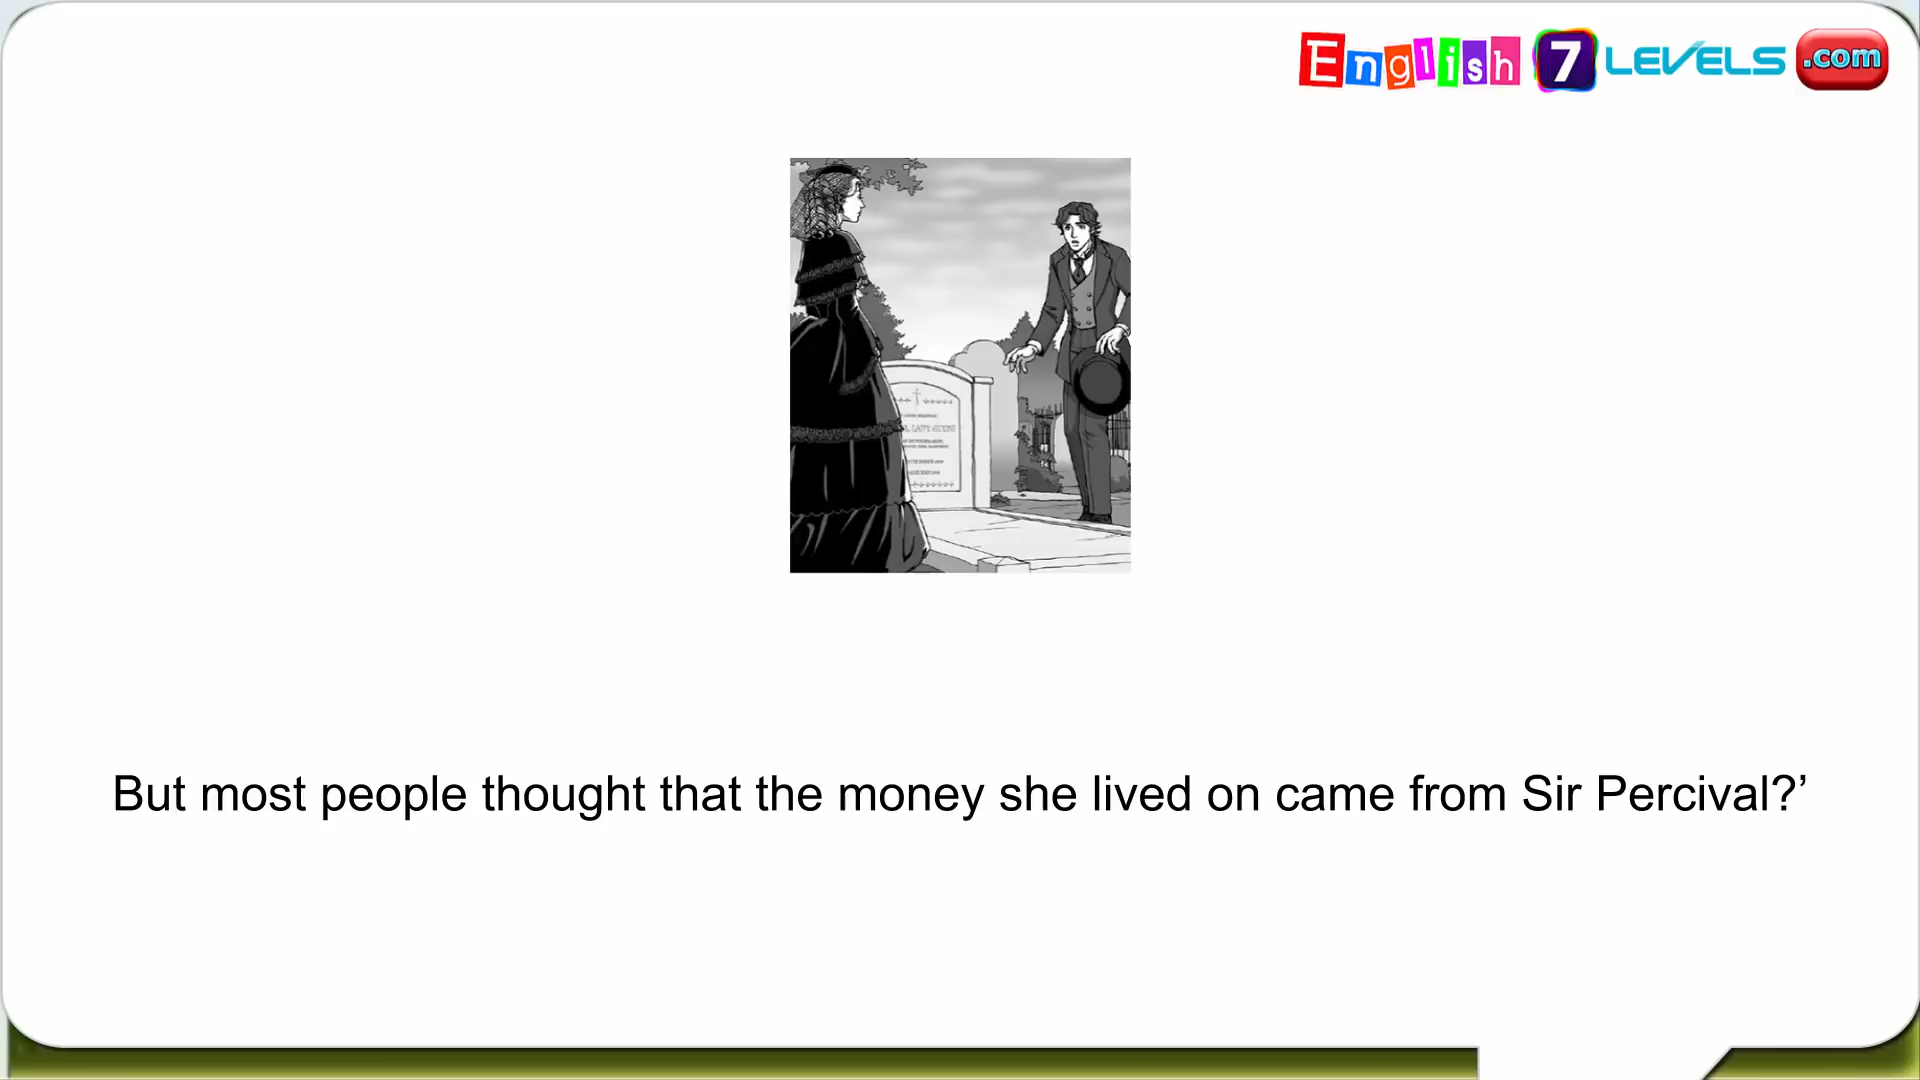 English 7 LEVELS .com
But most people thought that the money she lived on came from Sir Percival?’